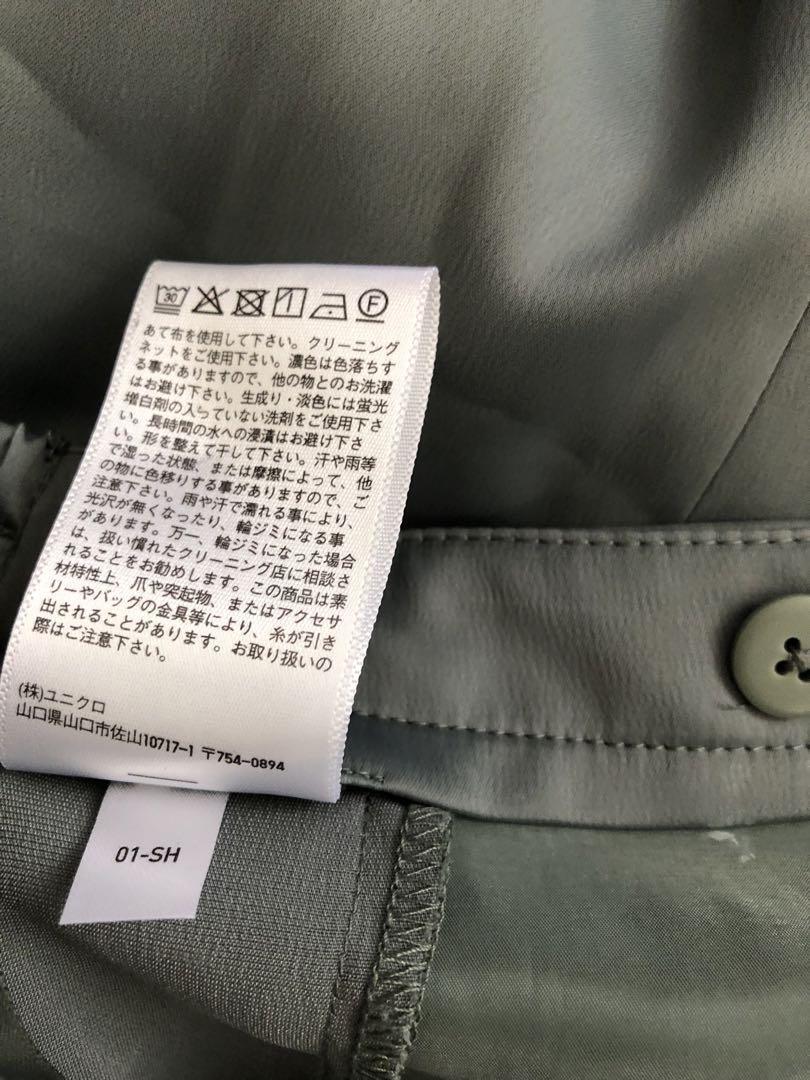 30 F
あて布を使用して下さい。クリーニング
ネットをご使用下さい。濃色は色落ちす
る事がありますので、他の物とのお洗濯
はお避け下さい。生成り・淡色には蛍光
増白剤の入っていない洗剤をご使用下さ
い。長時間の水への浸漬はお避け下さ
い。形を整えて干して下さい。汗や雨等
で湿った状態、または摩擦によって、他
の物に色移りする事がありますので、ご
注意下さい。雨や汗で濡れる事により、
光沢が無くなったり、輪ジミになる事
があります。万一、輪ジミになった場合
は、扱い慣れたクリーニング店に相談さ
れることをお勧めします。この商品は素
材特性上、爪や突起物、またはアクセサ
リーやバッグの金具等により、糸が引き
出されることがあります。お取り扱いの
際はご注意下さい。
(株)ユニクロ
山口県山口市佐山10717-1 〒754-0894
01-SH